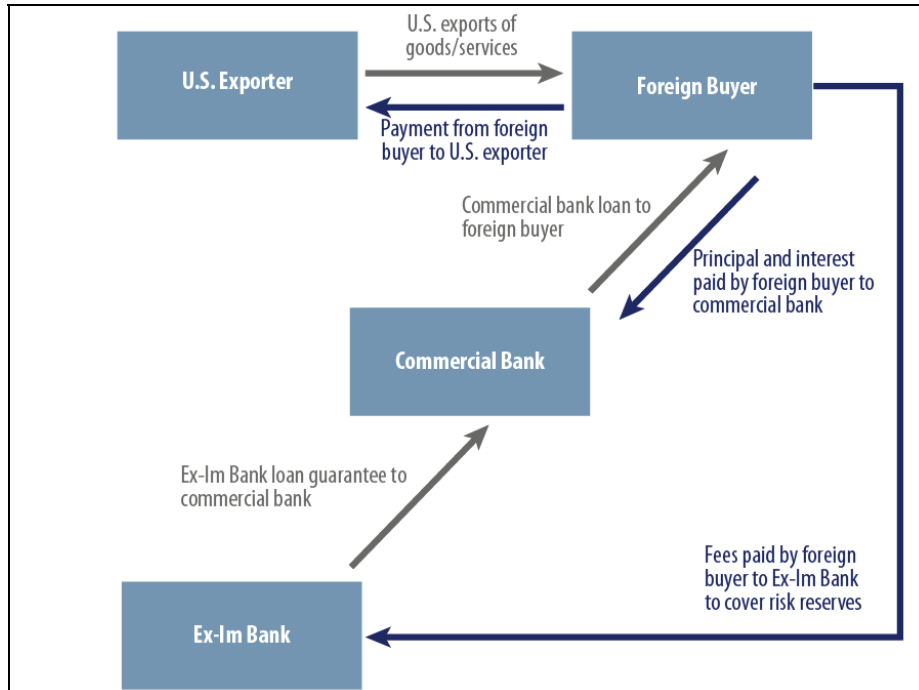 U.S. exports of
goods/services
U.S. Exporter
Foreign Buyer
Payment from foreign
buyer to U.S. exporter
Commercial bank loan to
foreign buyer
Principal and interest
paid by foreign buyer to
commercial bank
Commercial Bank
Ex-Im Bank loan guarantee to
commercial bank
Fees paid by foreign
buyer to Ex-Im Bank
to cover risk reserves
Ex-Im Bank